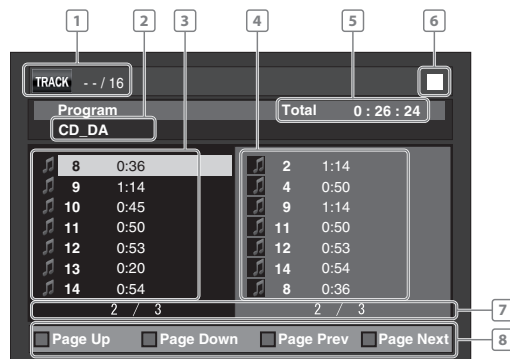 1 2 3 4 5 6
TRACK - - / 16
Program Total 0 : 26 : 24
CD_DA
8 0:36 2 1:14
9 1:14 4 0:50
10 0:45 9 1:14
11 0:50 11 0:50
12 0:53 12 0:53
13 0:20 14 0:54
14 0:54 8 0:36
2 / 3 2 / 3 7
Page Up Page Down Page Prev Page Next 8